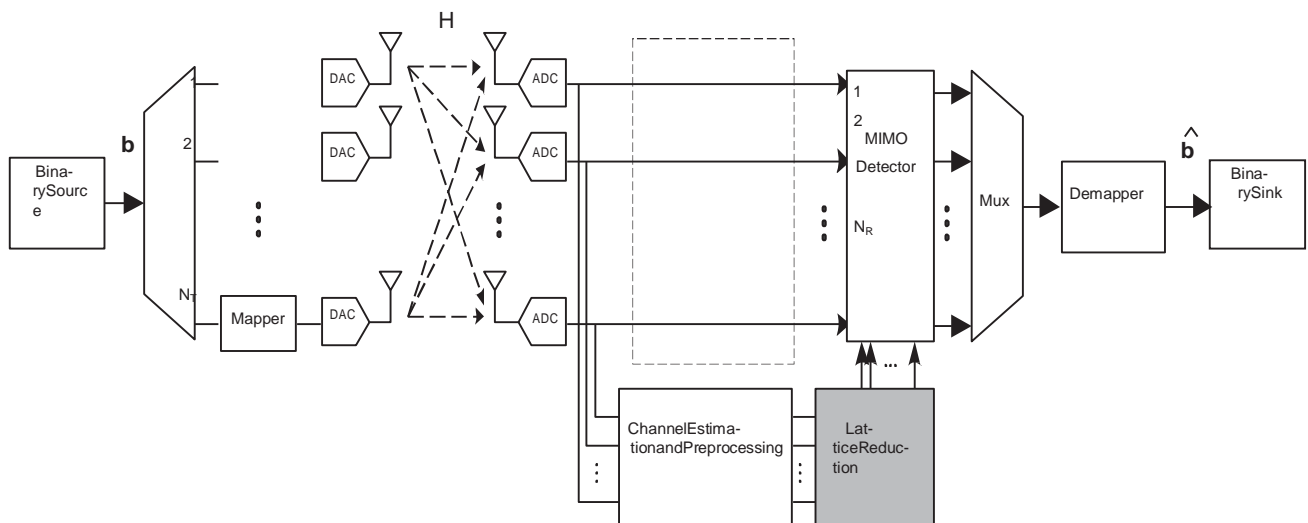 H
b
Bina-
rySourc
e
1
2
N_T
Mapper
DAC
DAC
DAC
ADC
ADC
ADC
1
2
MIMO
Detector
N_R
...
ChannelEstima-
tionandPreprocessing
Lat-
ticeReduc-
tion
Mux
Demapper
b̂
Bina-
rySink